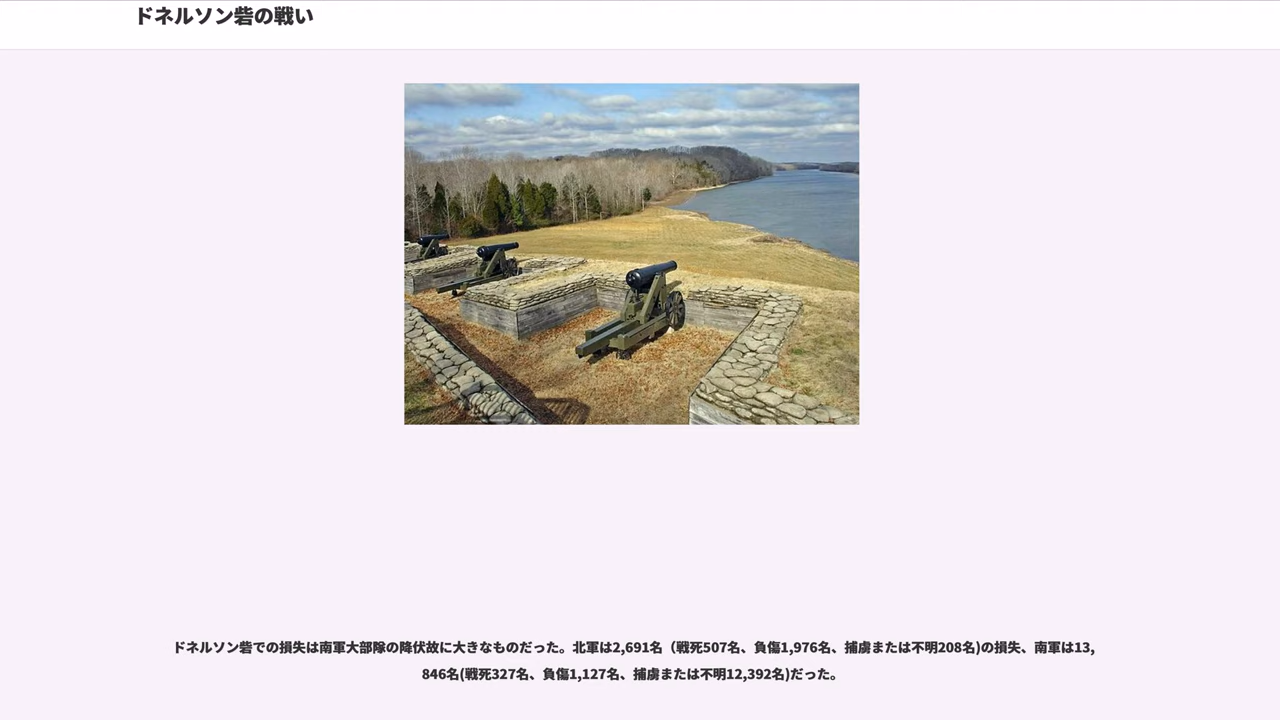 ドネルソン砦の戦い
ドネルソン砦での損失は南軍大部隊の降伏故に大きなものだった。北軍は2,691名（戦死507名、負傷1,976名、捕虜または不明208名)の損失、南軍は13,
846名(戦死327名、負傷1,127名、捕虜または不明12,392名)だった。